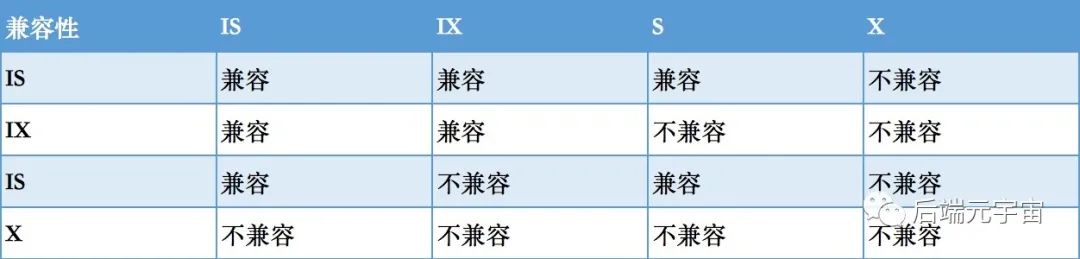 兼容性 IS IX S X
IS 兼容 兼容 兼容 不兼容
IX 兼容 兼容 不兼容 不兼容
IS 兼容 不兼容 兼容 不兼容
X 不兼容 不兼容 不兼容 不兼容
后端元宇宙